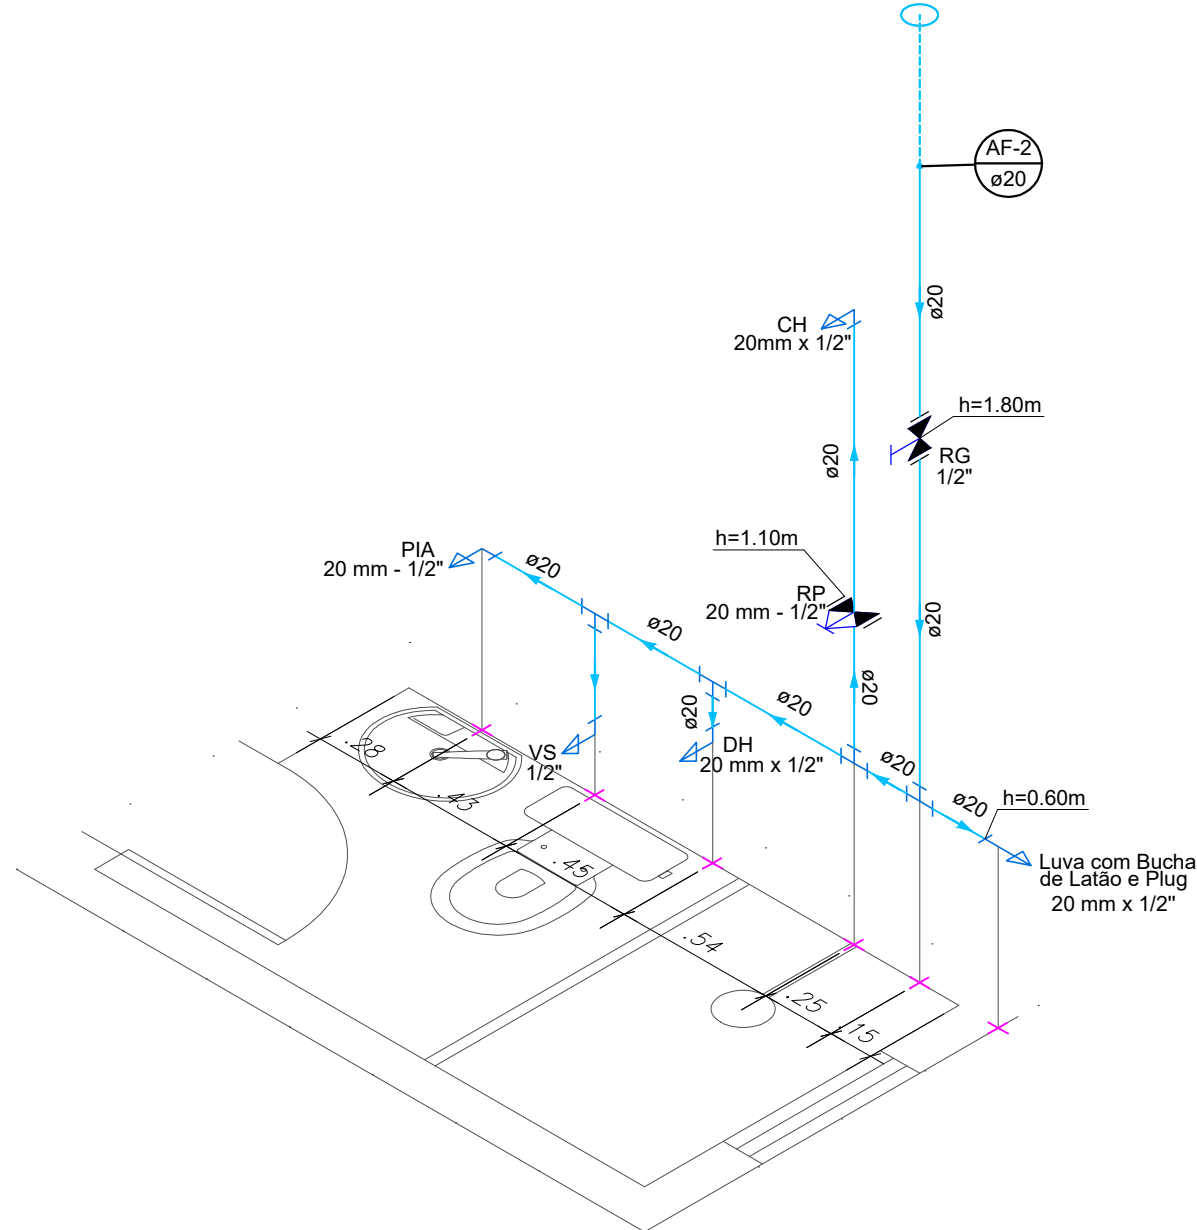 AF-2
ø20
ø20
CH
20mm x 1/2"
h=1.80m
ø20
RG
1/2"
h=1.10m
PIA
20 mm - 1/2"
ø20
RP
20 mm - 1/2"
ø20
ø20
ø20
ø20
ø20
VS
1/2"
DH
20 mm x 1/2"
ø20
ø20
h=0.60m
Luva com Bucha
de Latão e Plug
20 mm x 1/2"
.28
.43
.45
.54
.25
.15